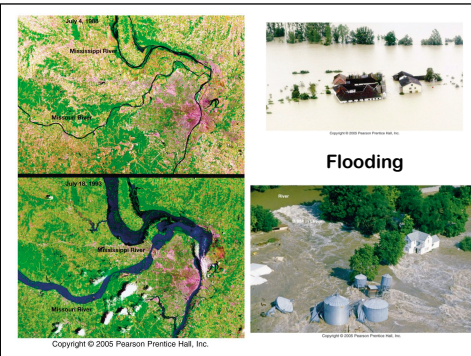 July 4, 1988
Mississippi River
Missouri River
July 18, 1993
Mississippi River
Missouri River
Copyright © 2005 Pearson Prentice Hall, Inc.
Copyright © 2005 Pearson Prentice Hall, Inc.
Flooding
River
Copyright © 2005 Pearson Prentice Hall, Inc.